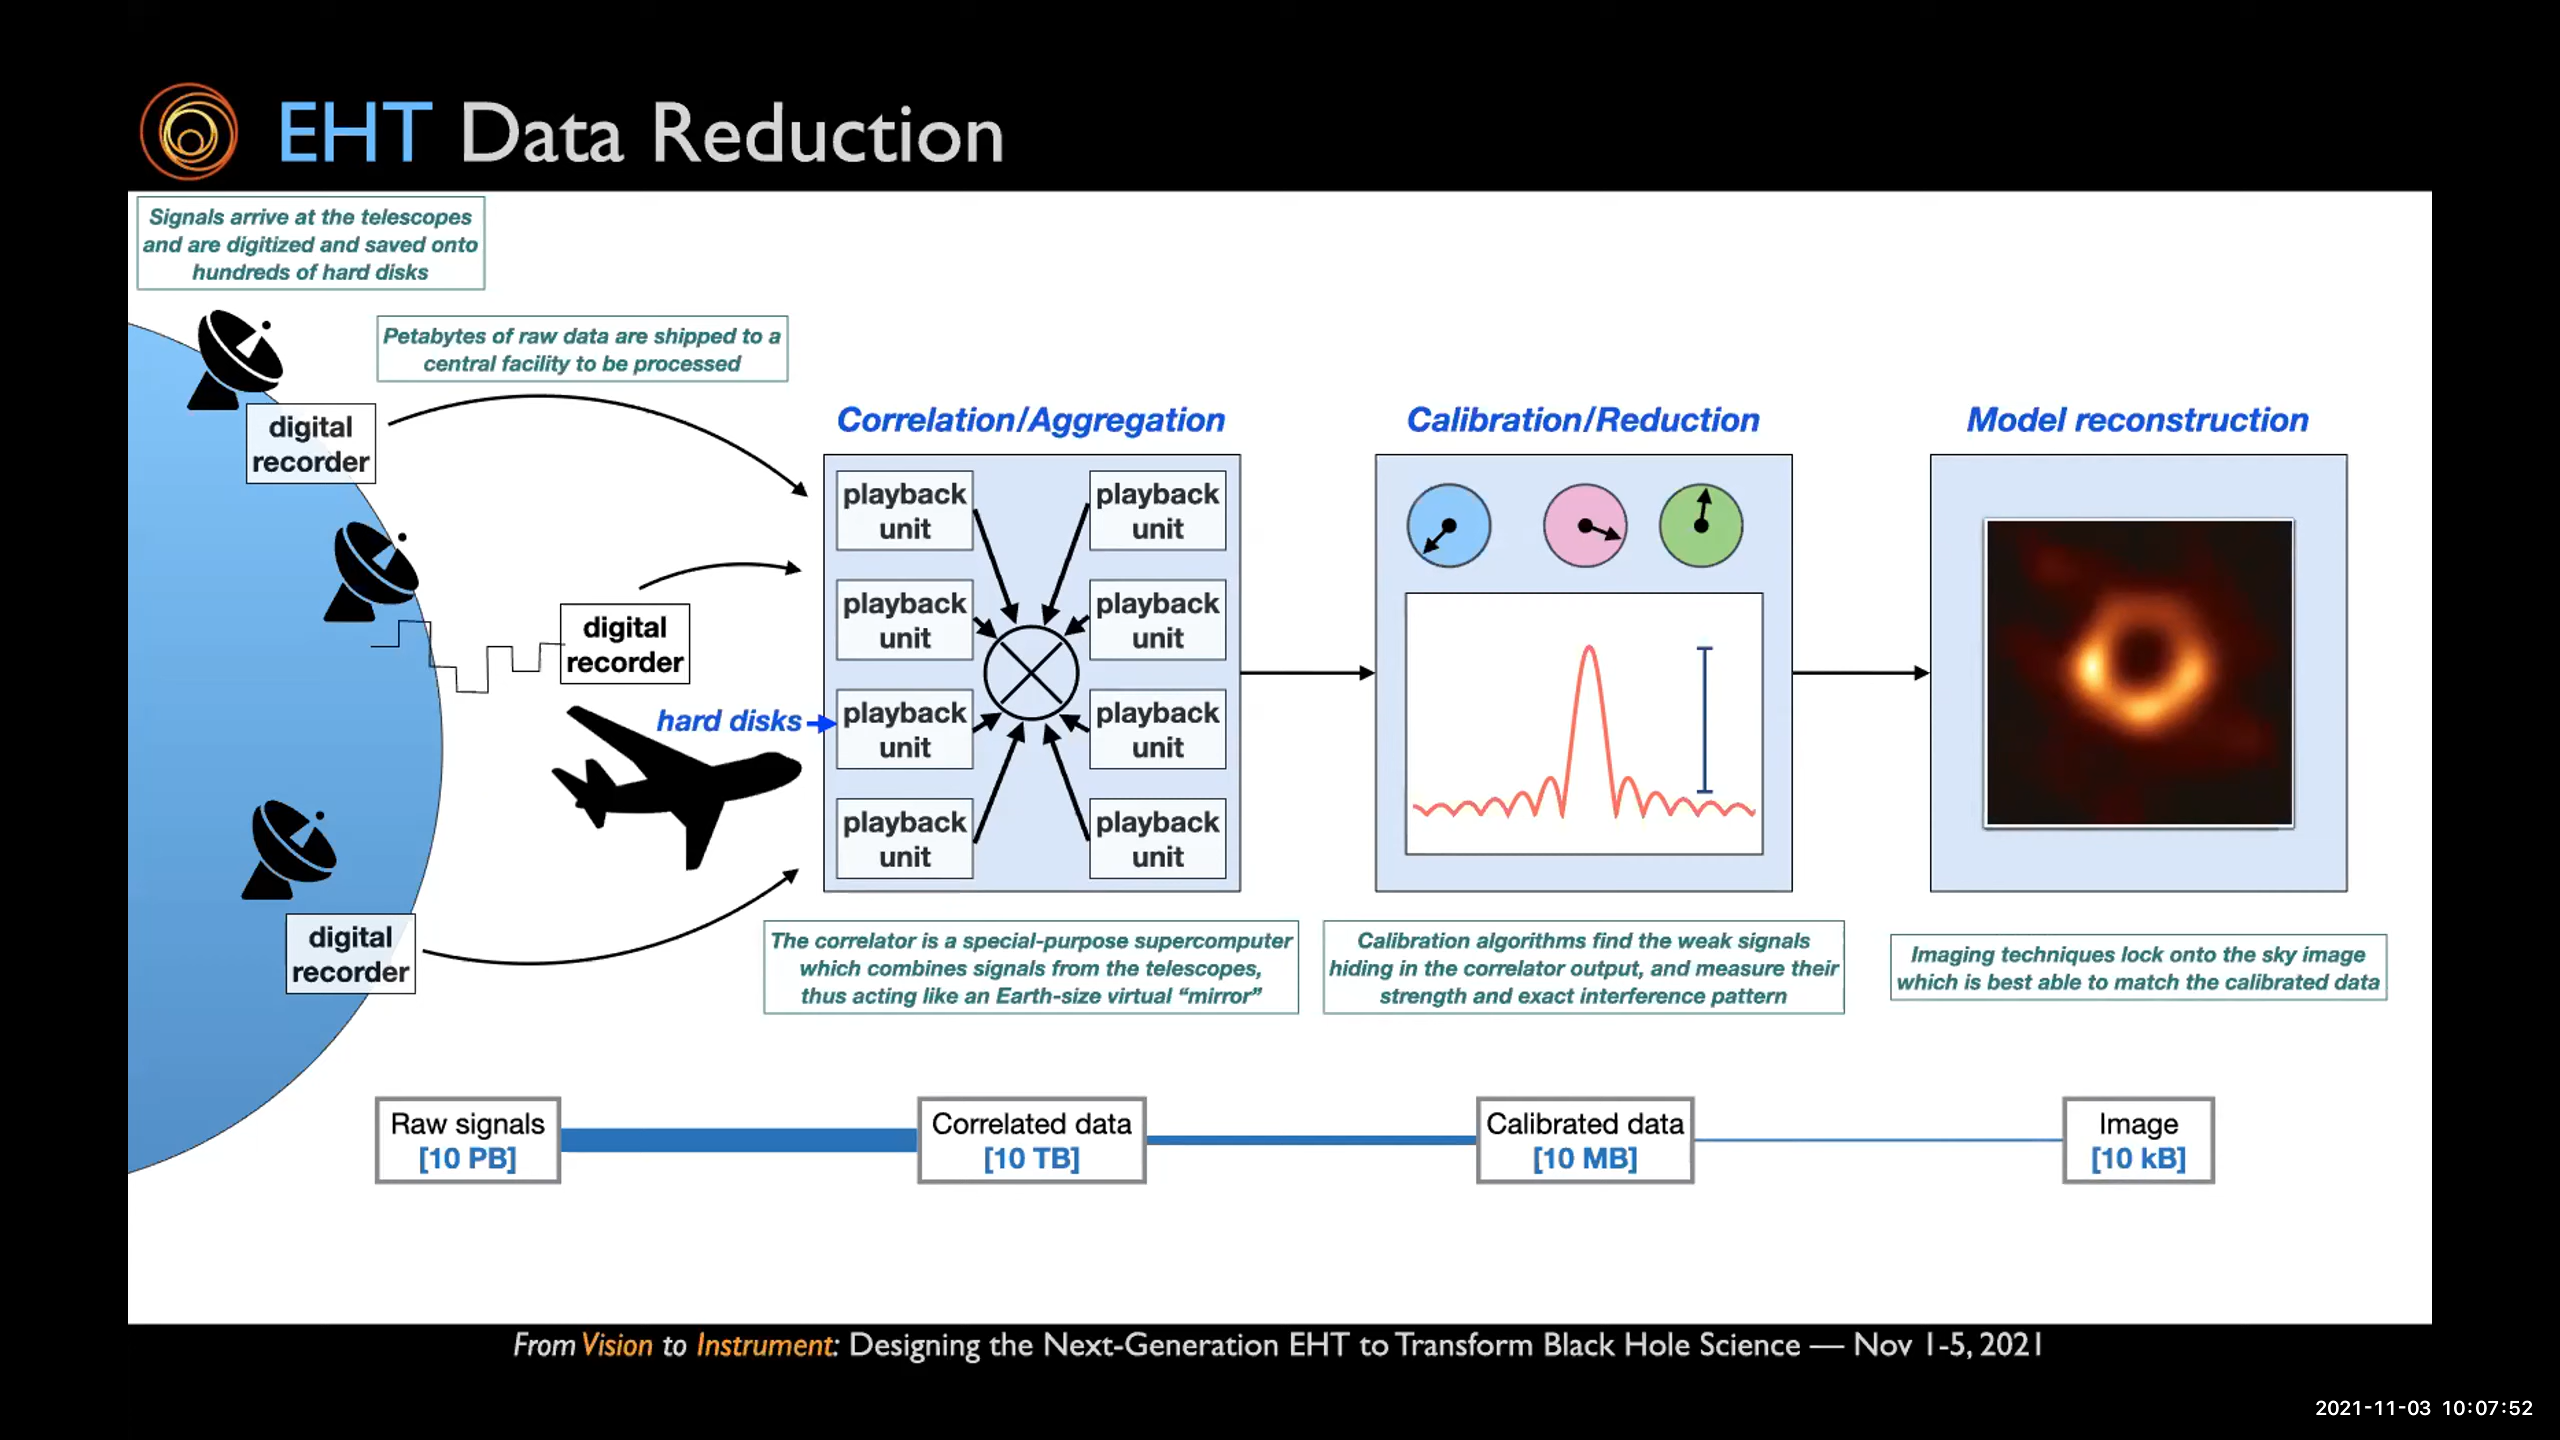 EHT Data Reduction
Signals arrive at the telescopes
and are digitized and saved onto
hundreds of hard disks
Petabytes of raw data are shipped to a
central facility to be processed
digital
recorder
digital
recorder
digital
recorder
hard disks
Correlation/Aggregation
playback
unit
playback
unit
playback
unit
playback
unit
playback
unit
playback
unit
playback
unit
playback
unit
The correlator is a special-purpose supercomputer
which combines signals from the telescopes,
thus acting like an Earth-size virtual “mirror”
Calibration/Reduction
Calibration algorithms find the weak signals
hiding in the correlator output, and measure their
strength and exact interference pattern
Model reconstruction
Imaging techniques lock onto the sky image
which is best able to match the calibrated data
Raw signals
[10 PB]
Correlated data
[10 TB]
Calibrated data
[10 MB]
Image
[10 kB]
From Vision to Instrument: Designing the Next-Generation EHT to Transform Black Hole Science — Nov 1-5, 2021
2021-11-03 10:07:52